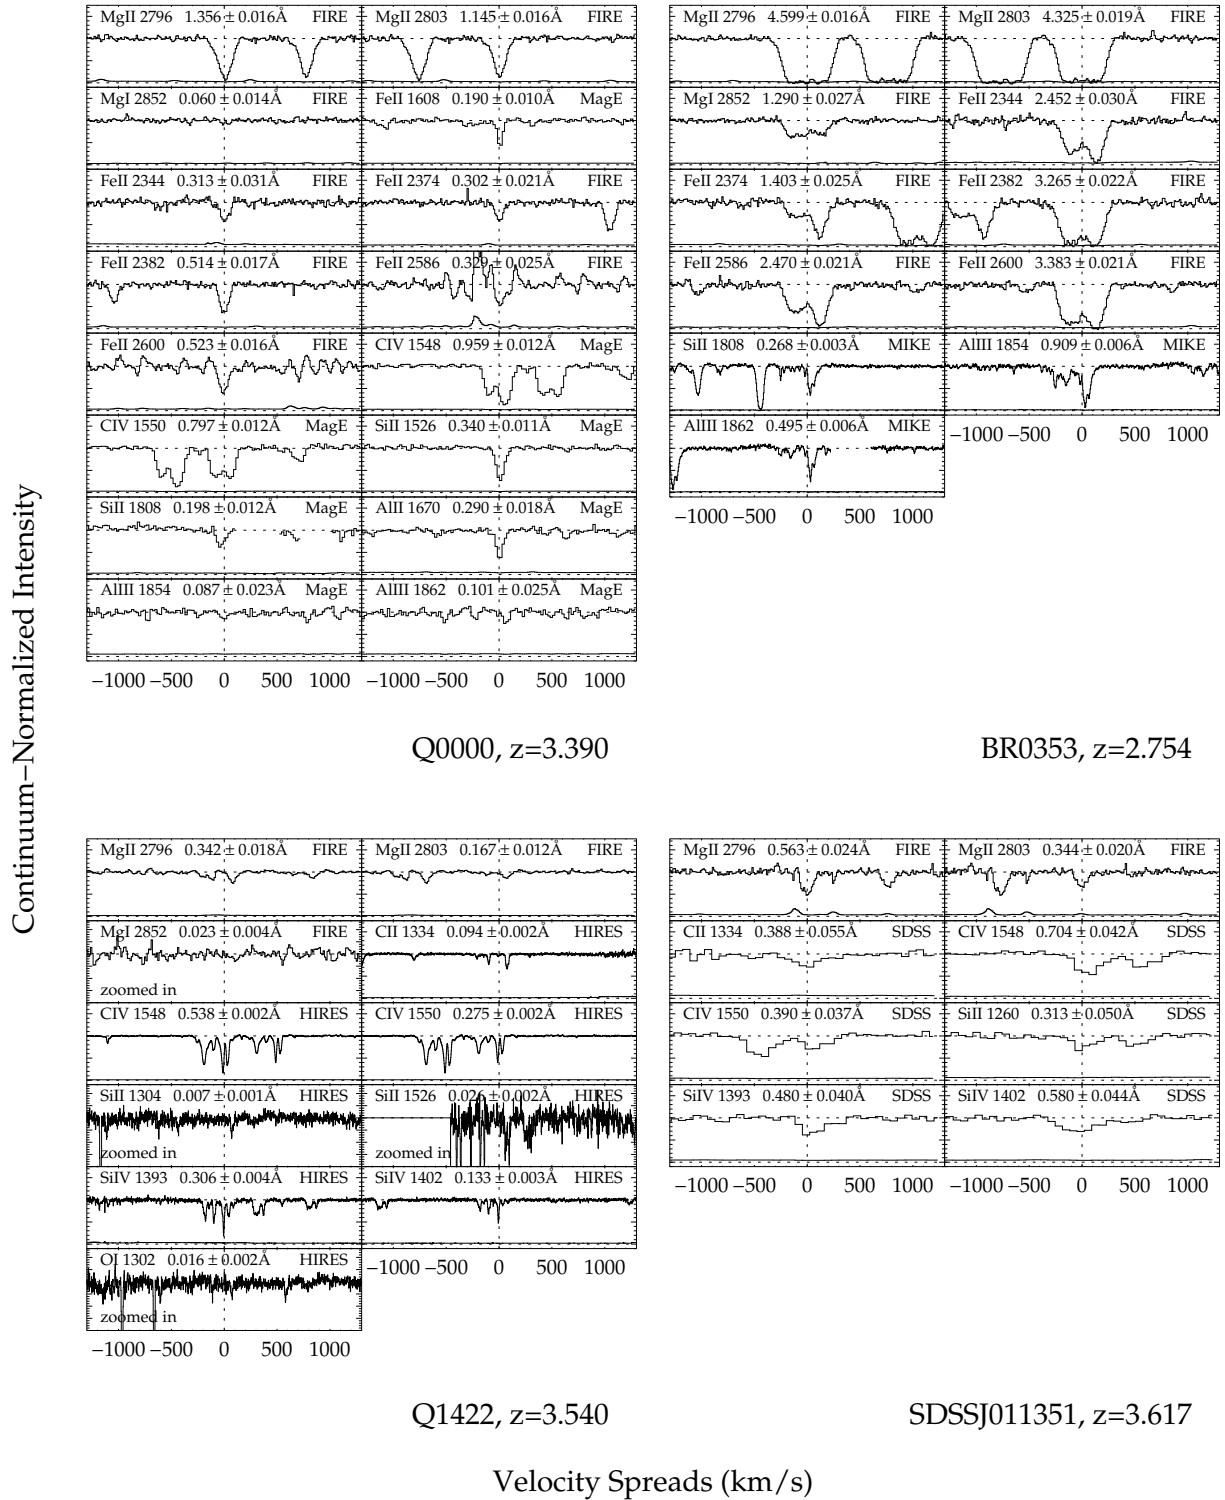 Continuum−Normalized Intensity
MgII 2796 1.356 ± 0.016Å FIRE
MgII 2803 1.145 ± 0.016Å FIRE
MgI 2852 0.060 ± 0.014Å FIRE
FeII 1608 0.190 ± 0.010Å MagE
FeII 2344 0.313 ± 0.031Å FIRE
FeII 2374 0.302 ± 0.021Å FIRE
FeII 2382 0.514 ± 0.017Å FIRE
FeII 2586 0.329 ± 0.025Å FIRE
FeII 2600 0.523 ± 0.016Å FIRE
CIV 1548 0.959 ± 0.012Å MagE
CIV 1550 0.797 ± 0.012Å MagE
SiII 1526 0.340 ± 0.011Å MagE
SiII 1808 0.198 ± 0.012Å MagE
AlII 1670 0.290 ± 0.018Å MagE
AlIII 1854 0.087 ± 0.023Å MagE
AlIII 1862 0.101 ± 0.025Å MagE
−1000 −500 0 500 1000
−1000 −500 0 500 1000
Q0000, z=3.390
MgII 2796 4.599 ± 0.016Å FIRE
MgII 2803 4.325 ± 0.019Å FIRE
MgI 2852 1.290 ± 0.027Å FIRE
FeII 2344 2.452 ± 0.030Å FIRE
FeII 2374 1.403 ± 0.025Å FIRE
FeII 2382 3.265 ± 0.022Å FIRE
FeII 2586 2.470 ± 0.021Å FIRE
FeII 2600 3.383 ± 0.021Å FIRE
SiII 1808 0.268 ± 0.003Å MIKE
AlIII 1854 0.909 ± 0.006Å MIKE
AlIII 1862 0.495 ± 0.006Å MIKE
−1000 −500 0 500 1000
−1000 −500 0 500 1000
BR0353, z=2.754
MgII 2796 0.342 ± 0.018Å FIRE
MgII 2803 0.167 ± 0.012Å FIRE
MgI 2852 0.023 ± 0.004Å FIRE
zoomed in
CII 1334 0.094 ± 0.002Å HIRES
CIV 1548 0.538 ± 0.002Å HIRES
CIV 1550 0.275 ± 0.002Å HIRES
SiII 1304 0.007 ± 0.001Å HIRES
zoomed in
SiII 1526 0.026 ± 0.002Å HIRES
zoomed in
SiIV 1393 0.306 ± 0.004Å HIRES
SiIV 1402 0.133 ± 0.003Å HIRES
OI 1302 0.016 ± 0.002Å HIRES
zoomed in
−1000 −500 0 500 1000
−1000 −500 0 500 1000
Q1422, z=3.540
MgII 2796 0.563 ± 0.024Å FIRE
MgII 2803 0.344 ± 0.020Å FIRE
CII 1334 0.388 ± 0.055Å SDSS
CIV 1548 0.704 ± 0.042Å SDSS
CIV 1550 0.390 ± 0.037Å SDSS
SiII 1260 0.313 ± 0.050Å SDSS
SiIV 1393 0.480 ± 0.040Å SDSS
SiIV 1402 0.580 ± 0.044Å SDSS
−1000 −500 0 500 1000
−1000 −500 0 500 1000
SDSSJ011351, z=3.617
Velocity Spreads (km/s)